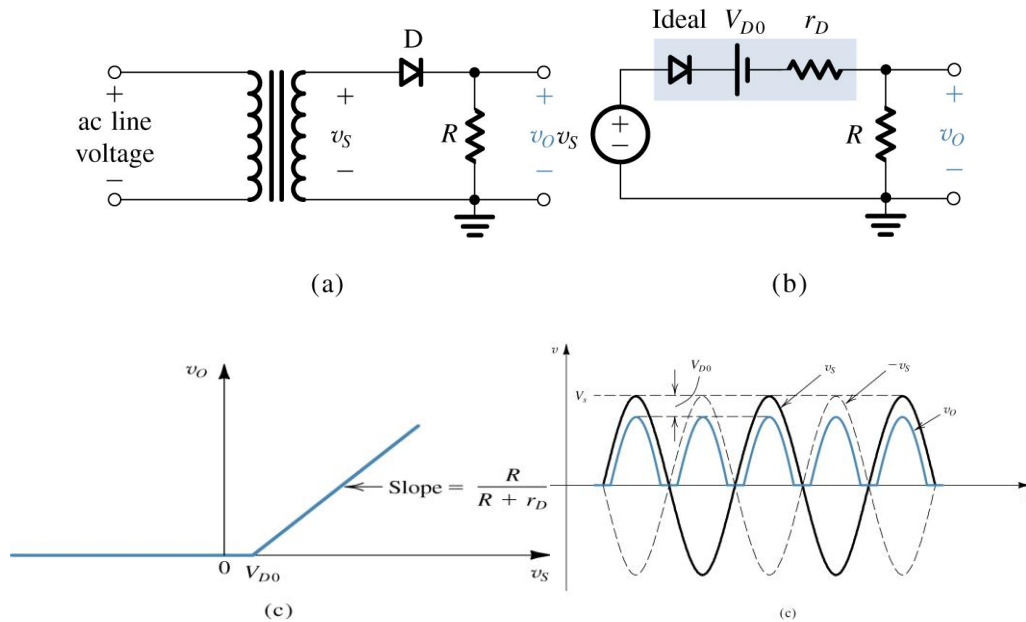 D
+
ac line
voltage
−
+
v_S
−
R
+
v_O
−
(a)
Ideal V_D0 r_D
v_S
+
−
R
+
v_O
−
(b)
v_O
Slope = R / R + r_D
0 V_D0
v_S
(c)
v
V_s
V_D0
v_S
−v_S
v_O
(c)